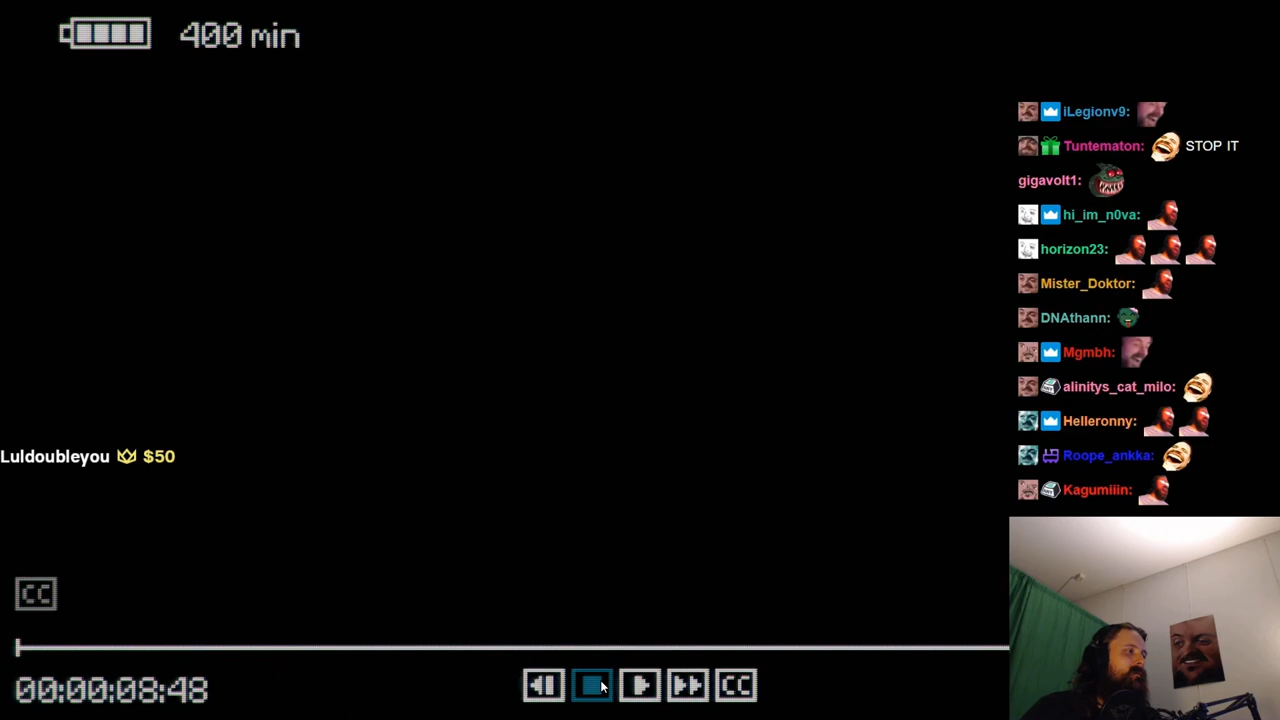 400 min
iLegionv9:
Tuntematon: STOP IT
gigavolt1:
hi_im_n0va:
horizon23:
Mister_Doktor:
DNAthann:
Mgmbh:
alinitys_cat_milo:
Helleronny:
Luldoubleyou $50
Roope_ankka:
Kagumiiin:
CC
00:00:08:48
CC